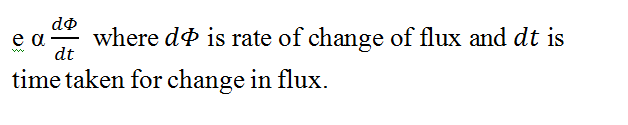 e α dΦ/dt where dΦ is rate of change of flux and dt is
time taken for change in flux.